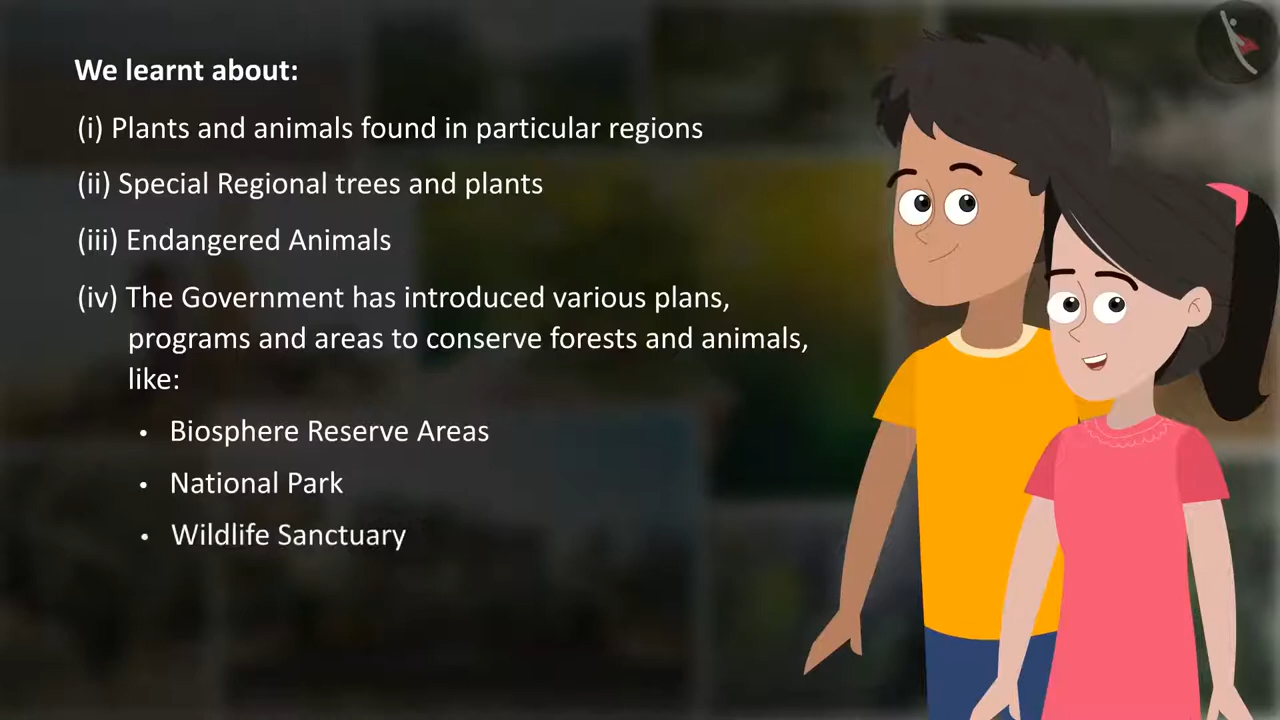 We learnt about:
(i) Plants and animals found in particular regions
(ii) Special Regional trees and plants
(iii) Endangered Animals
(iv) The Government has introduced various plans,
programs and areas to conserve forests and animals,
like:
• Biosphere Reserve Areas
• National Park
• Wildlife Sanctuary